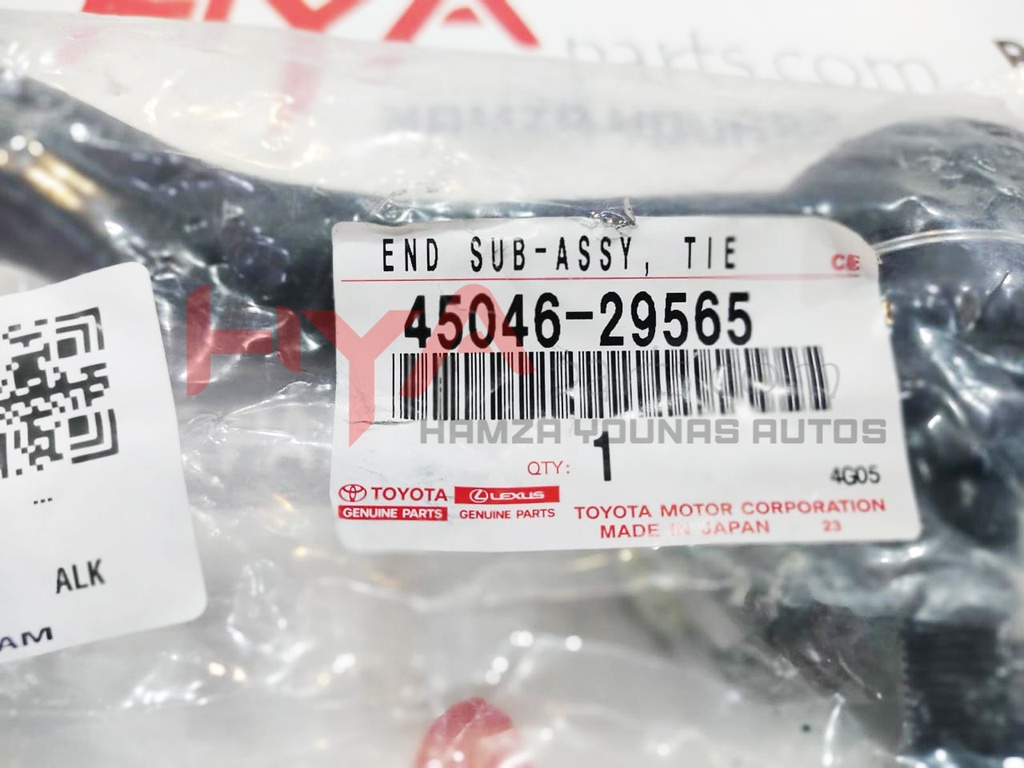 parts.com
END SUB-ASSY, TIE
CE
45046-29565
HYA
HAMZA YOUNAS AUTOS
QTY: 1
4G05
TOYOTA LEXUS
GENUINE PARTS GENUINE PARTS
TOYOTA MOTOR CORPORATION
MADE IN JAPAN 23
...
ALK
AM